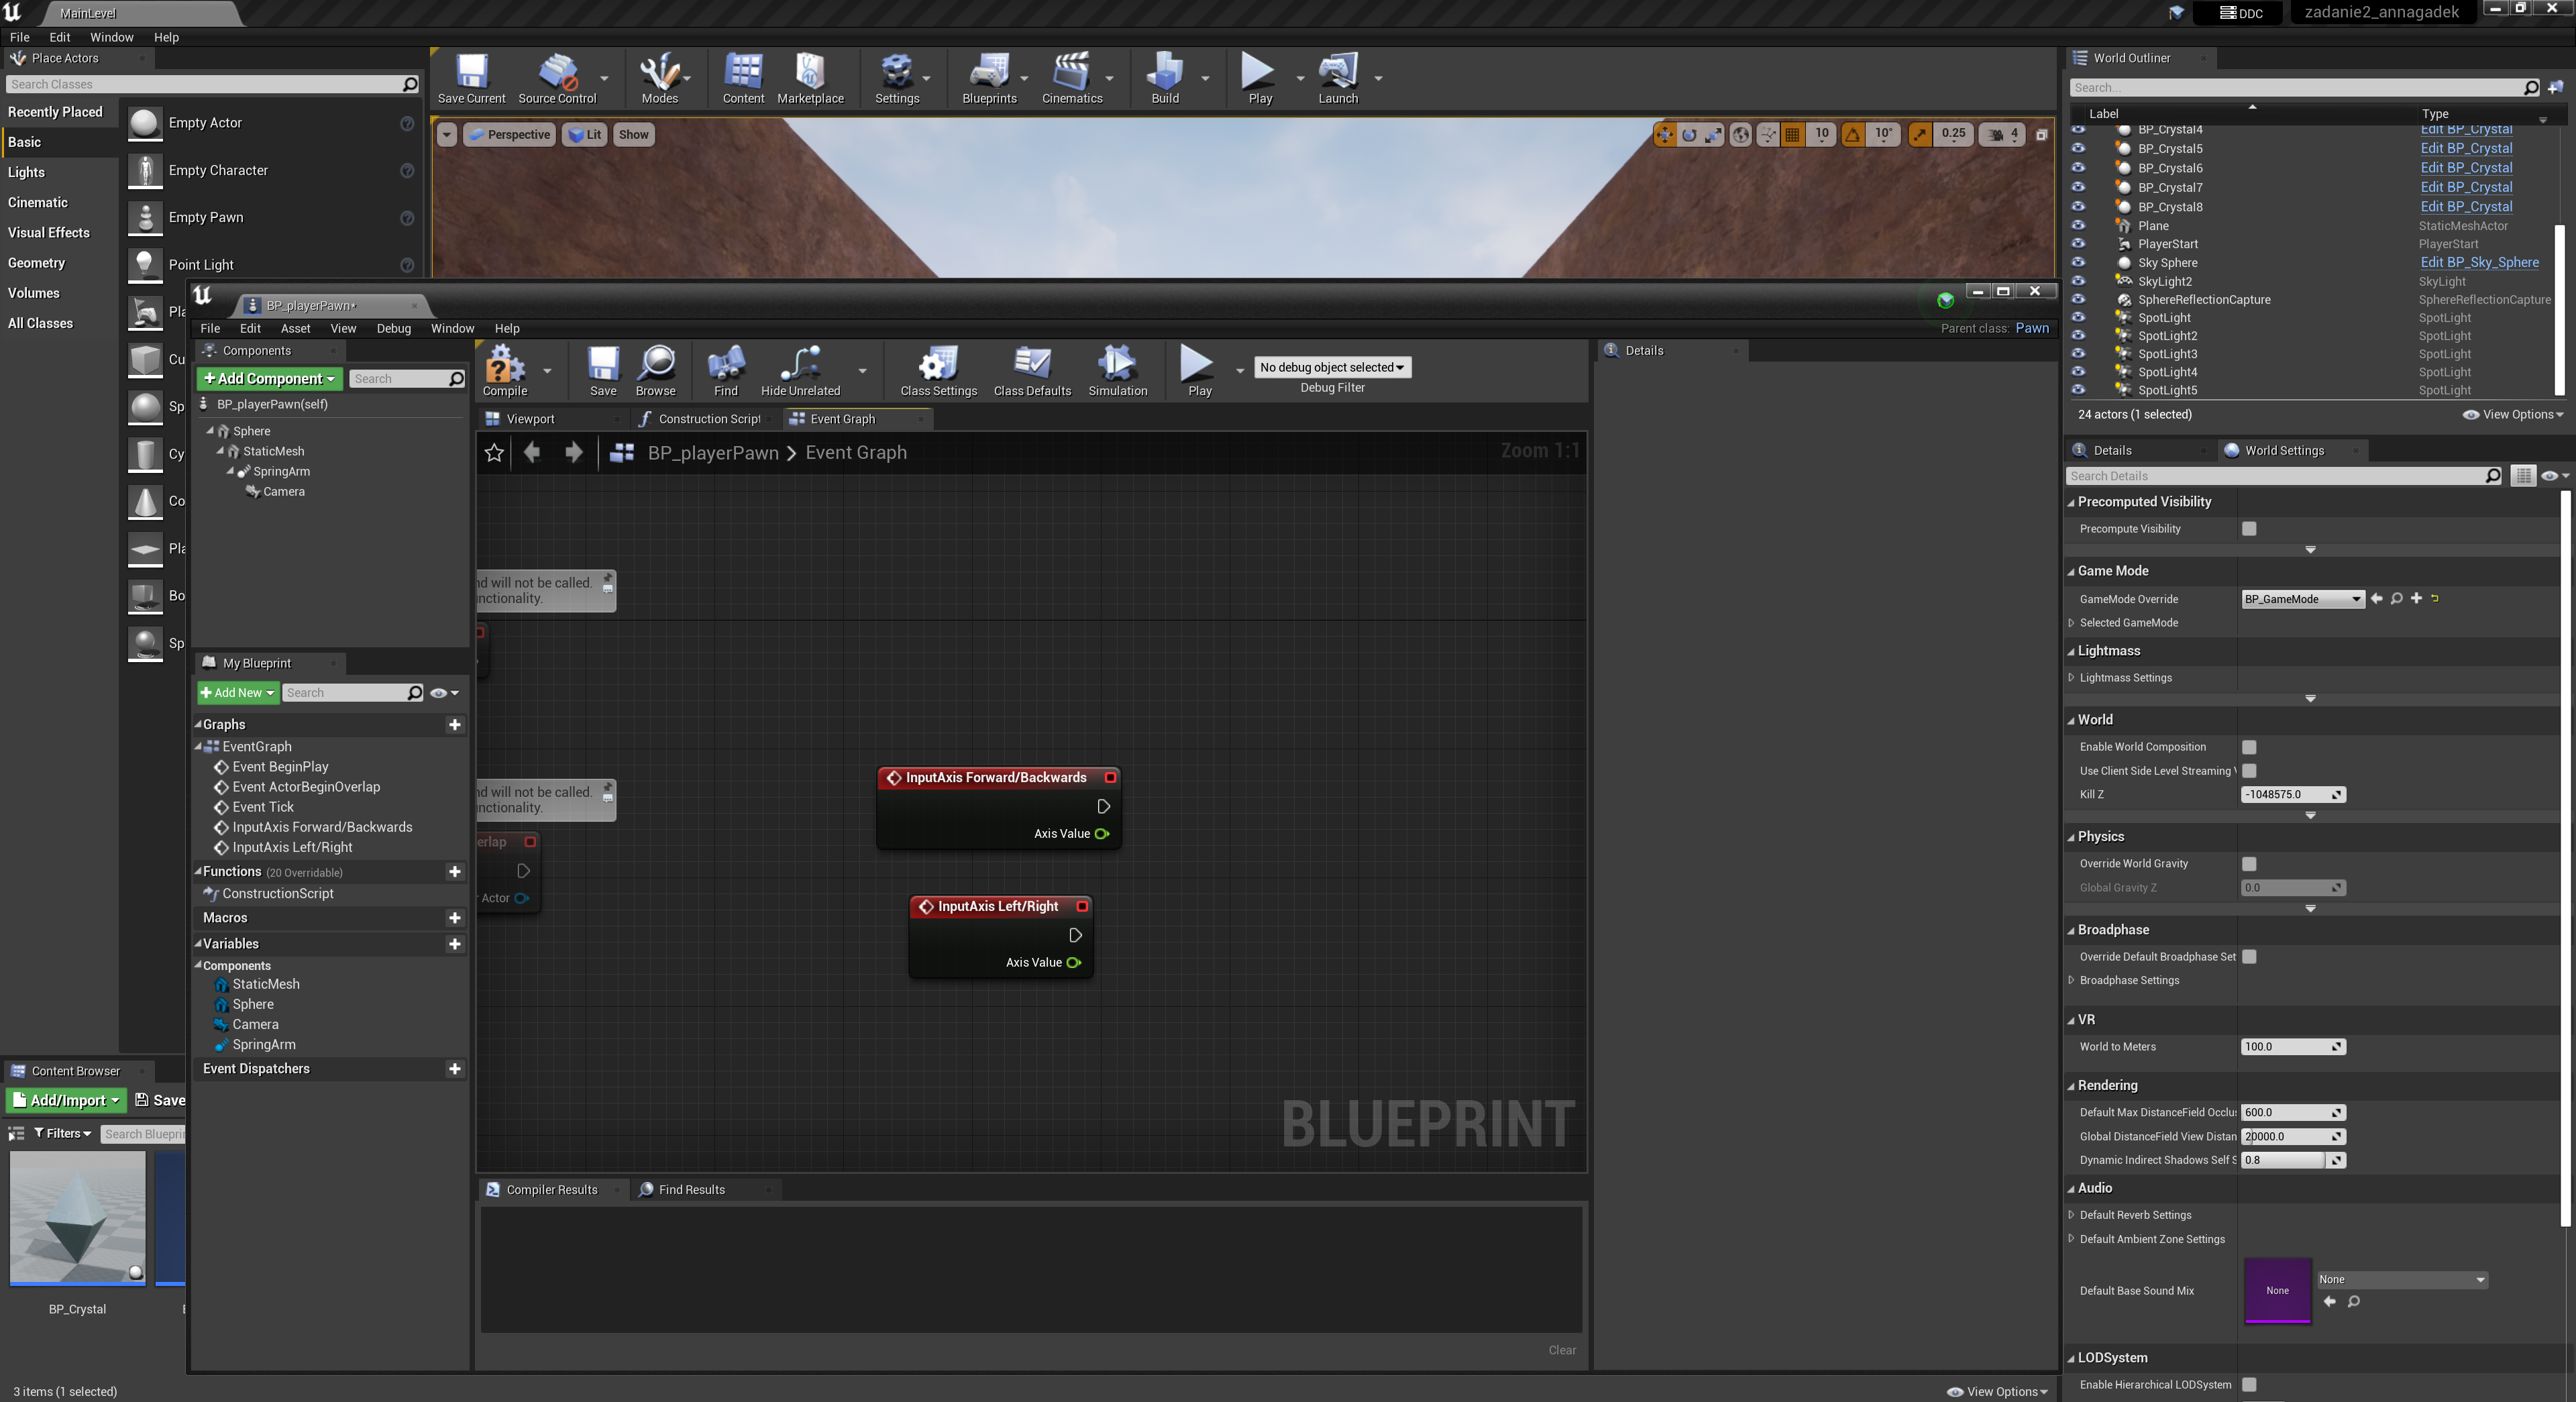 MainLevel
DDC
zadanie2_annagadek
File Edit Window Help
Place Actors
Search Classes
Recently Placed
Basic
Lights
Cinematic
Visual Effects
Geometry
Volumes
All Classes
Empty Actor
Empty Character
Empty Pawn
Point Light
Save Current
Source Control
Modes
Content
Marketplace
Settings
Blueprints
Cinematics
Build
Play
Launch
Perspective
Lit
Show
10
10°
0.25
4
World Outliner
Search...
Label
Type
BP_Crystal4 Edit BP_Crystal
BP_Crystal5 Edit BP_Crystal
BP_Crystal6 Edit BP_Crystal
BP_Crystal7 Edit BP_Crystal
BP_Crystal8 Edit BP_Crystal
Plane StaticMeshActor
PlayerStart PlayerStart
Sky Sphere Edit BP_Sky_Sphere
SkyLight2 SkyLight
SphereReflectionCapture SphereReflectionCapture
SpotLight SpotLight
SpotLight2 SpotLight
SpotLight3 SpotLight
SpotLight4 SpotLight
SpotLight5 SpotLight
24 actors (1 selected)
View Options
BP_playerPawn*
File Edit Asset View Debug Window Help
Parent class: Pawn
Components
+Add Component
Search
BP_playerPawn(self)
Sphere
StaticMesh
SpringArm
Camera
Compile
Save
Browse
Find
Hide Unrelated
Class Settings
Class Defaults
Simulation
Play
No debug object selected
Debug Filter
Details
Viewport
Construction Script
Event Graph
BP_playerPawn > Event Graph
Zoom 1:1
nd will not be called.
nctionality.
nd will not be called.
nctionality.
erlap
Actor
InputAxis Forward/Backwards
Axis Value
InputAxis Left/Right
Axis Value
BLUEPRINT
My Blueprint
+Add New
Search
Graphs
EventGraph
Event BeginPlay
Event ActorBeginOverlap
Event Tick
InputAxis Forward/Backwards
InputAxis Left/Right
Functions (20 Overridable)
ConstructionScript
Macros
Variables
Components
StaticMesh
Sphere
Camera
SpringArm
Event Dispatchers
Compiler Results
Find Results
Clear
Content Browser
Add/Import
Save
Filters
Search Bluepri
BP_Crystal
3 items (1 selected)
View Options
Details
World Settings
Search Details
Precomputed Visibility
Precompute Visibility
Game Mode
GameMode Override BP_GameMode
Selected GameMode
Lightmass
Lightmass Settings
World
Enable World Composition
Use Client Side Level Streaming V
Kill Z -1048575.0
Physics
Override World Gravity
Global Gravity Z 0.0
Broadphase
Override Default Broadphase Set
Broadphase Settings
VR
World to Meters 100.0
Rendering
Default Max DistanceField Occlus 600.0
Global DistanceField View Distan 20000.0
Dynamic Indirect Shadows Self S 0.8
Audio
Default Reverb Settings
Default Ambient Zone Settings
Default Base Sound Mix
None
None
LODSystem
Enable Hierarchical LODSystem